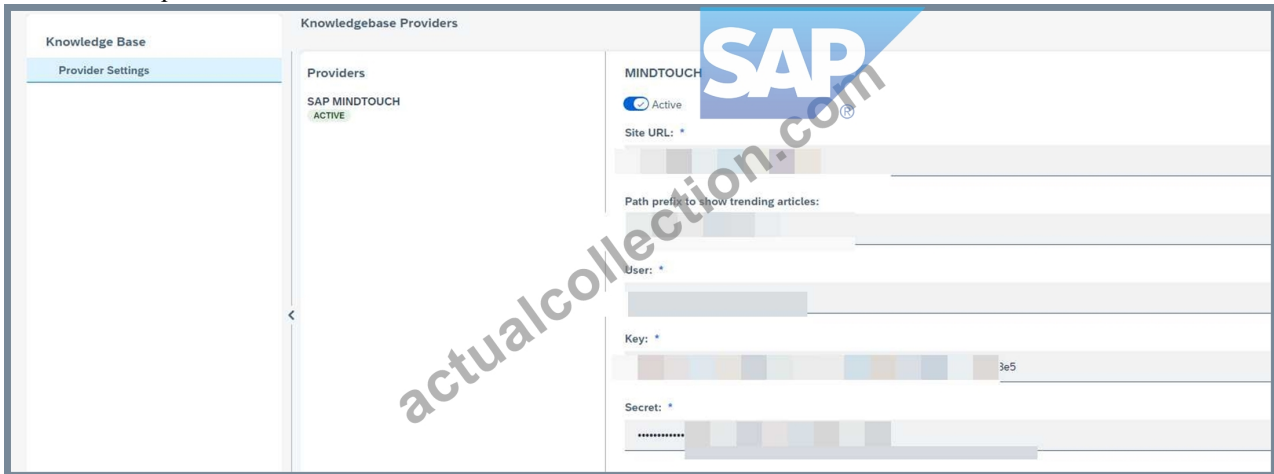 Knowledge Base
Provider Settings
Knowledgebase Providers
Providers
SAP MINDTOUCH
ACTIVE
MINDTOUCH
Active
Site URL: *
Path prefix to show trending articles:
User: *
Key: *
3e5
Secret: *
••••••••••••
SAP
®
actualcollection.com